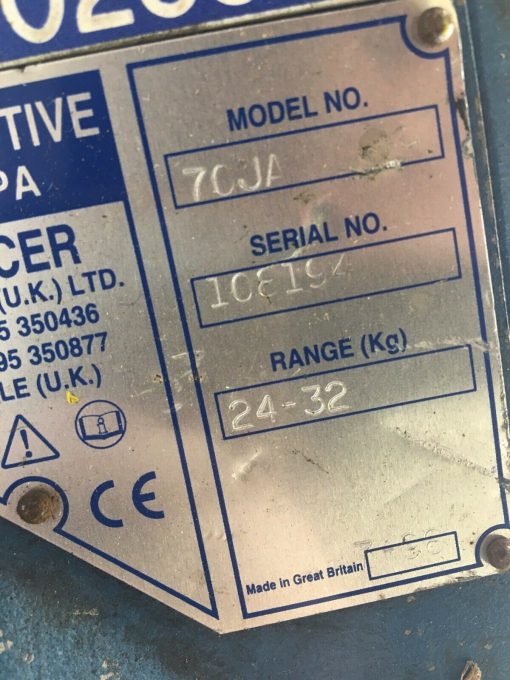 TIVE
PA
CER
(U.K.) LTD.
5 350436
95 350877
LE (U.K.)
CE
MODEL NO.
70JA
SERIAL NO.
RANGE (Kg)
24-32
Made in Great Britain